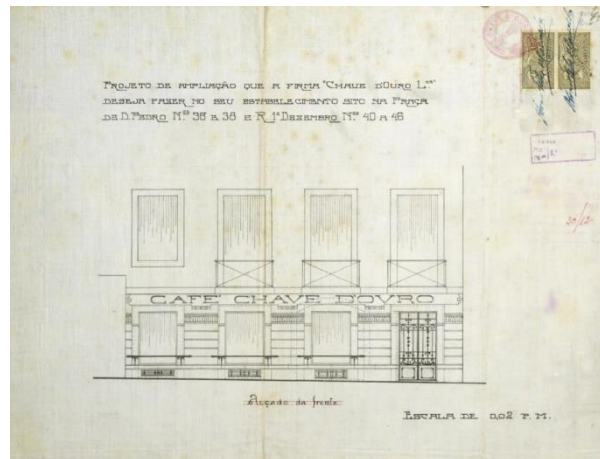 PROJETO DE AMPLIAÇÃO QUE A FIRMA "CHAVE D'OURO L.DA"
DESEJA FAZER NO SEU ESTABELECIMENTO SITO NA PRAÇA
DE D. PEDRO N.OS 36 E 38 E R. 1º DEZEMBRO N.OS 40 A 46
CAFE' CHAVE D'OVRO
Alçado da frente
ESCALA DE 0,02 P. M.